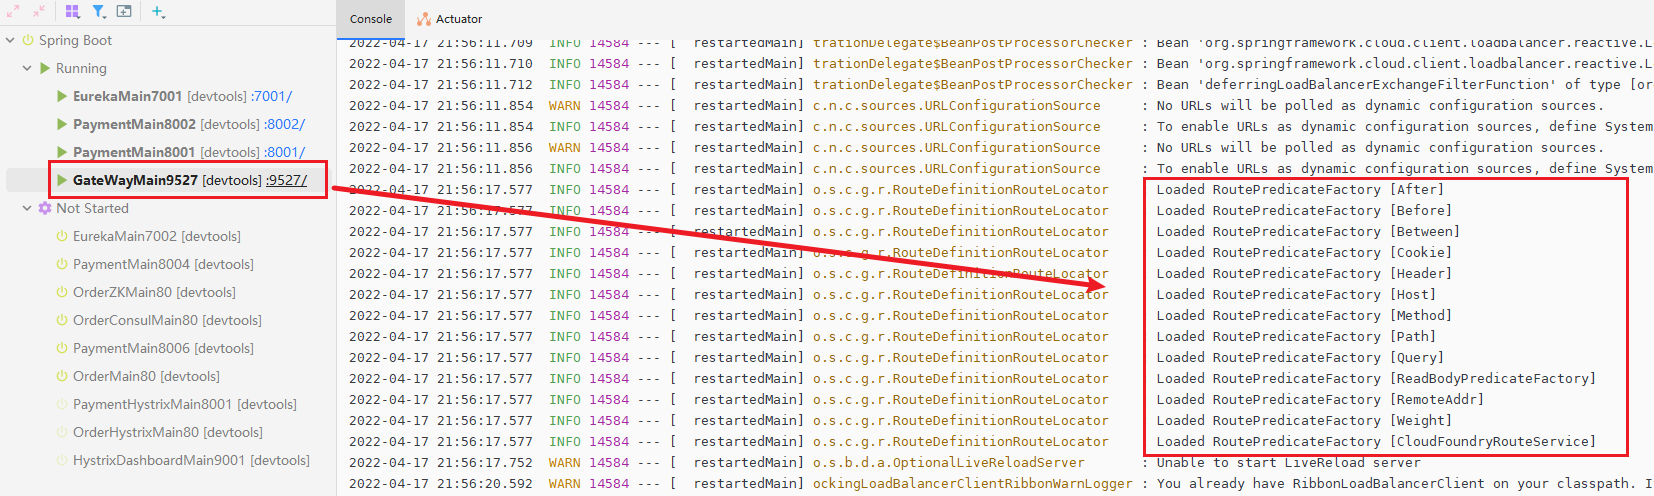 Console
Actuator
Spring Boot
Running
EurekaMain7001 [devtools] :7001/
PaymentMain8002 [devtools] :8002/
PaymentMain8001 [devtools] :8001/
GateWayMain9527 [devtools] :9527/
Not Started
EurekaMain7002 [devtools]
PaymentMain8004 [devtools]
OrderZKMain80 [devtools]
OrderConsulMain80 [devtools]
PaymentMain8006 [devtools]
OrderMain80 [devtools]
PaymentHystrixMain8001 [devtools]
OrderHystrixMain80 [devtools]
HystrixDashboardMain9001 [devtools]
2022-04-17 21:56:11.709  INFO 14584 --- [  restartedMain] trationDelegate$BeanPostProcessorChecker : Bean 'org.springframework.cloud.client.loadbalancer.reactive.L
2022-04-17 21:56:11.710  INFO 14584 --- [  restartedMain] trationDelegate$BeanPostProcessorChecker : Bean 'org.springframework.cloud.client.loadbalancer.reactive.L
2022-04-17 21:56:11.712  INFO 14584 --- [  restartedMain] trationDelegate$BeanPostProcessorChecker : Bean 'deferringLoadBalancerExchangeFilterFunction' of type [or
2022-04-17 21:56:11.854  WARN 14584 --- [  restartedMain] c.n.c.sources.URLConfigurationSource     : No URLs will be polled as dynamic configuration sources.
2022-04-17 21:56:11.854  INFO 14584 --- [  restartedMain] c.n.c.sources.URLConfigurationSource     : To enable URLs as dynamic configuration sources, define System
2022-04-17 21:56:11.856  WARN 14584 --- [  restartedMain] c.n.c.sources.URLConfigurationSource     : No URLs will be polled as dynamic configuration sources.
2022-04-17 21:56:11.856  INFO 14584 --- [  restartedMain] c.n.c.sources.URLConfigurationSource     : To enable URLs as dynamic configuration sources, define System
2022-04-17 21:56:17.577  INFO 14584 --- [  restartedMain] o.s.c.g.r.RouteDefinitionRouteLocator      Loaded RoutePredicateFactory [After]
2022-04-17 21:56:17.577  INFO 14584 --- [  restartedMain] o.s.c.g.r.RouteDefinitionRouteLocator      Loaded RoutePredicateFactory [Before]
2022-04-17 21:56:17.577  INFO 14584 --- [  restartedMain] o.s.c.g.r.RouteDefinitionRouteLocator      Loaded RoutePredicateFactory [Between]
2022-04-17 21:56:17.577  INFO 14584 --- [  restartedMain] o.s.c.g.r.RouteDefinitionRouteLocator      Loaded RoutePredicateFactory [Cookie]
2022-04-17 21:56:17.577  INFO 14584 --- [  restartedMain] o.s.c.g.r.RouteDefinitionRouteLocator      Loaded RoutePredicateFactory [Header]
2022-04-17 21:56:17.577  INFO 14584 --- [  restartedMain] o.s.c.g.r.RouteDefinitionRouteLocator      Loaded RoutePredicateFactory [Host]
2022-04-17 21:56:17.577  INFO 14584 --- [  restartedMain] o.s.c.g.r.RouteDefinitionRouteLocator      Loaded RoutePredicateFactory [Method]
2022-04-17 21:56:17.577  INFO 14584 --- [  restartedMain] o.s.c.g.r.RouteDefinitionRouteLocator      Loaded RoutePredicateFactory [Path]
2022-04-17 21:56:17.577  INFO 14584 --- [  restartedMain] o.s.c.g.r.RouteDefinitionRouteLocator      Loaded RoutePredicateFactory [Query]
2022-04-17 21:56:17.577  INFO 14584 --- [  restartedMain] o.s.c.g.r.RouteDefinitionRouteLocator      Loaded RoutePredicateFactory [ReadBodyPredicateFactory]
2022-04-17 21:56:17.577  INFO 14584 --- [  restartedMain] o.s.c.g.r.RouteDefinitionRouteLocator      Loaded RoutePredicateFactory [RemoteAddr]
2022-04-17 21:56:17.577  INFO 14584 --- [  restartedMain] o.s.c.g.r.RouteDefinitionRouteLocator      Loaded RoutePredicateFactory [Weight]
2022-04-17 21:56:17.577  INFO 14584 --- [  restartedMain] o.s.c.g.r.RouteDefinitionRouteLocator      Loaded RoutePredicateFactory [CloudFoundryRouteService]
2022-04-17 21:56:17.752  WARN 14584 --- [  restartedMain] o.s.b.d.a.OptionalLiveReloadServer       : Unable to start LiveReload server
2022-04-17 21:56:20.592  WARN 14584 --- [  restartedMain] ockingLoadBalancerClientRibbonWarnLogger : You already have RibbonLoadBalancerClient on your classpath. I